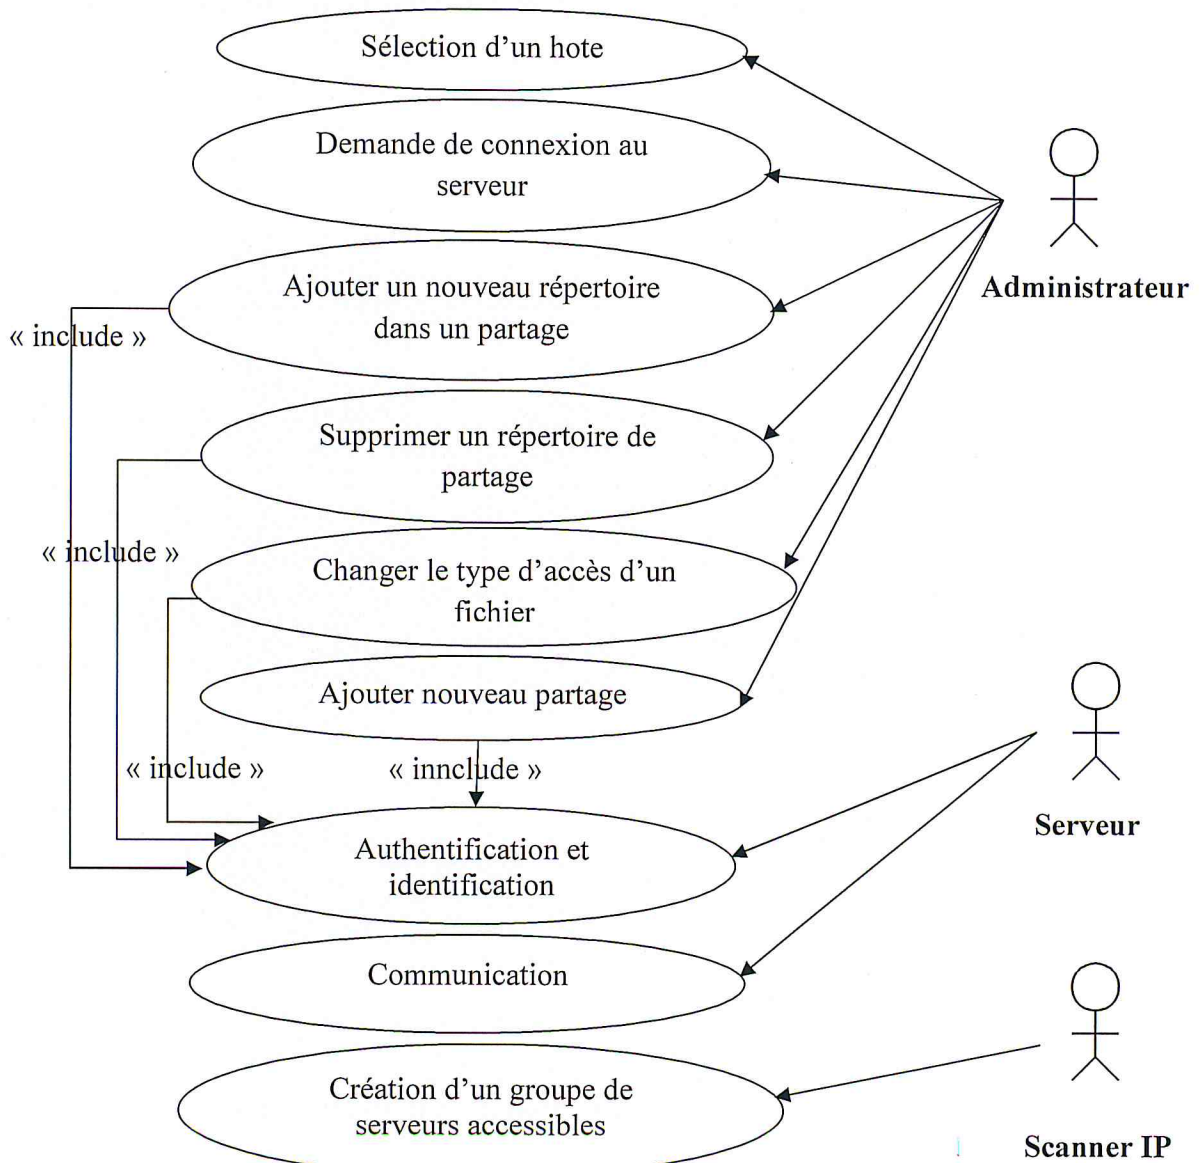 Sélection d'un hote
Demande de connexion au
serveur
Administrateur
Ajouter un nouveau répertoire
dans un partage
« include »
Supprimer un répertoire de
partage
« include »
Changer le type d'accès d'un
fichier
Ajouter nouveau partage
« include »
« innclude »
Serveur
Authentification et
identification
Communication
Création d'un groupe de
serveurs accessibles
Scanner IP